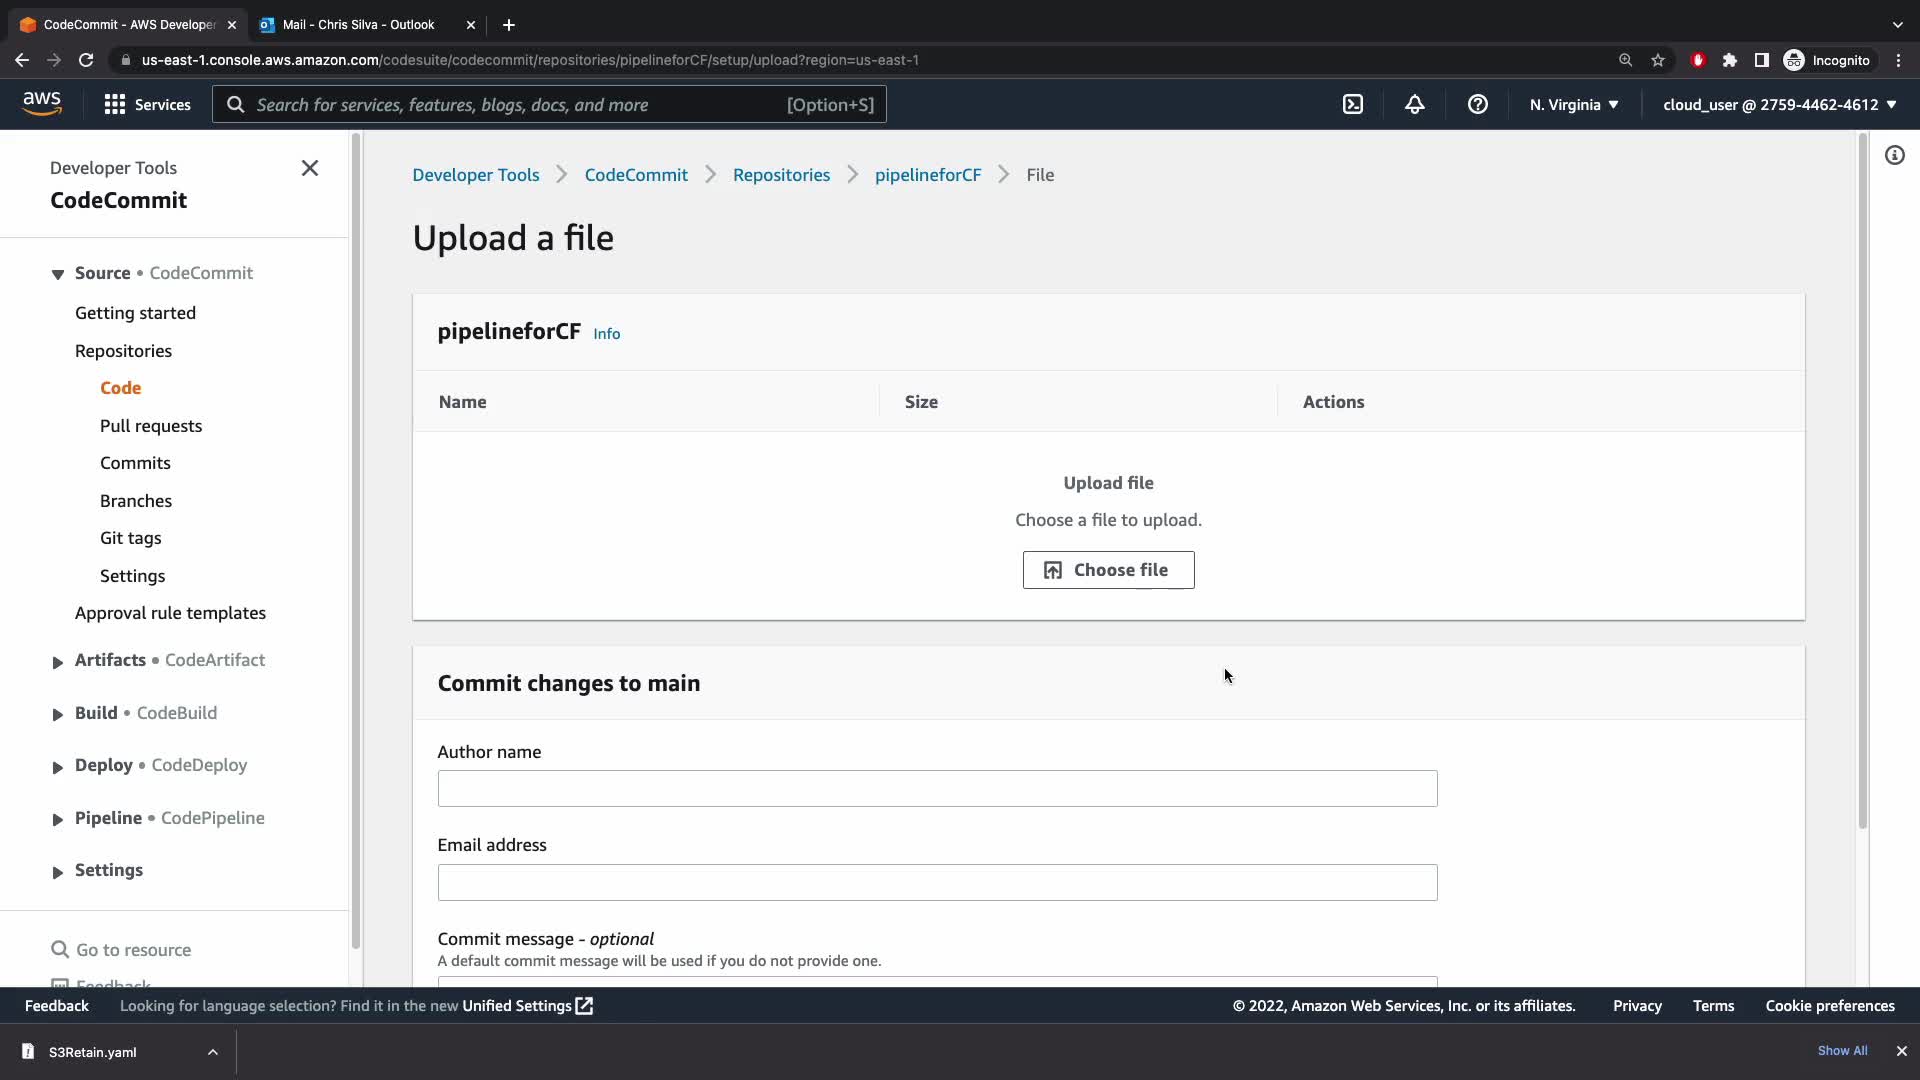 CodeCommit - AWS Developer
Mail - Chris Silva - Outlook
us-east-1.console.aws.amazon.com/codesuite/codecommit/repositories/pipelineforCF/setup/upload?region=us-east-1
Incognito
aws
Services
Search for services, features, blogs, docs, and more
[Option+S]
N. Virginia
cloud_user @ 2759-4462-4612
Developer Tools
CodeCommit
Source • CodeCommit
Getting started
Repositories
Code
Pull requests
Commits
Branches
Git tags
Settings
Approval rule templates
Artifacts • CodeArtifact
Build • CodeBuild
Deploy • CodeDeploy
Pipeline • CodePipeline
Settings
Go to resource
Feedback
Developer Tools
CodeCommit
Repositories
pipelineforCF
File
Upload a file
pipelineforCF Info
Name
Size
Actions
Upload file
Choose a file to upload.
Choose file
Commit changes to main
Author name
Email address
Commit message - optional
A default commit message will be used if you do not provide one.
Feedback
Looking for language selection? Find it in the new Unified Settings
© 2022, Amazon Web Services, Inc. or its affiliates.
Privacy
Terms
Cookie preferences
S3Retain.yaml
Show All